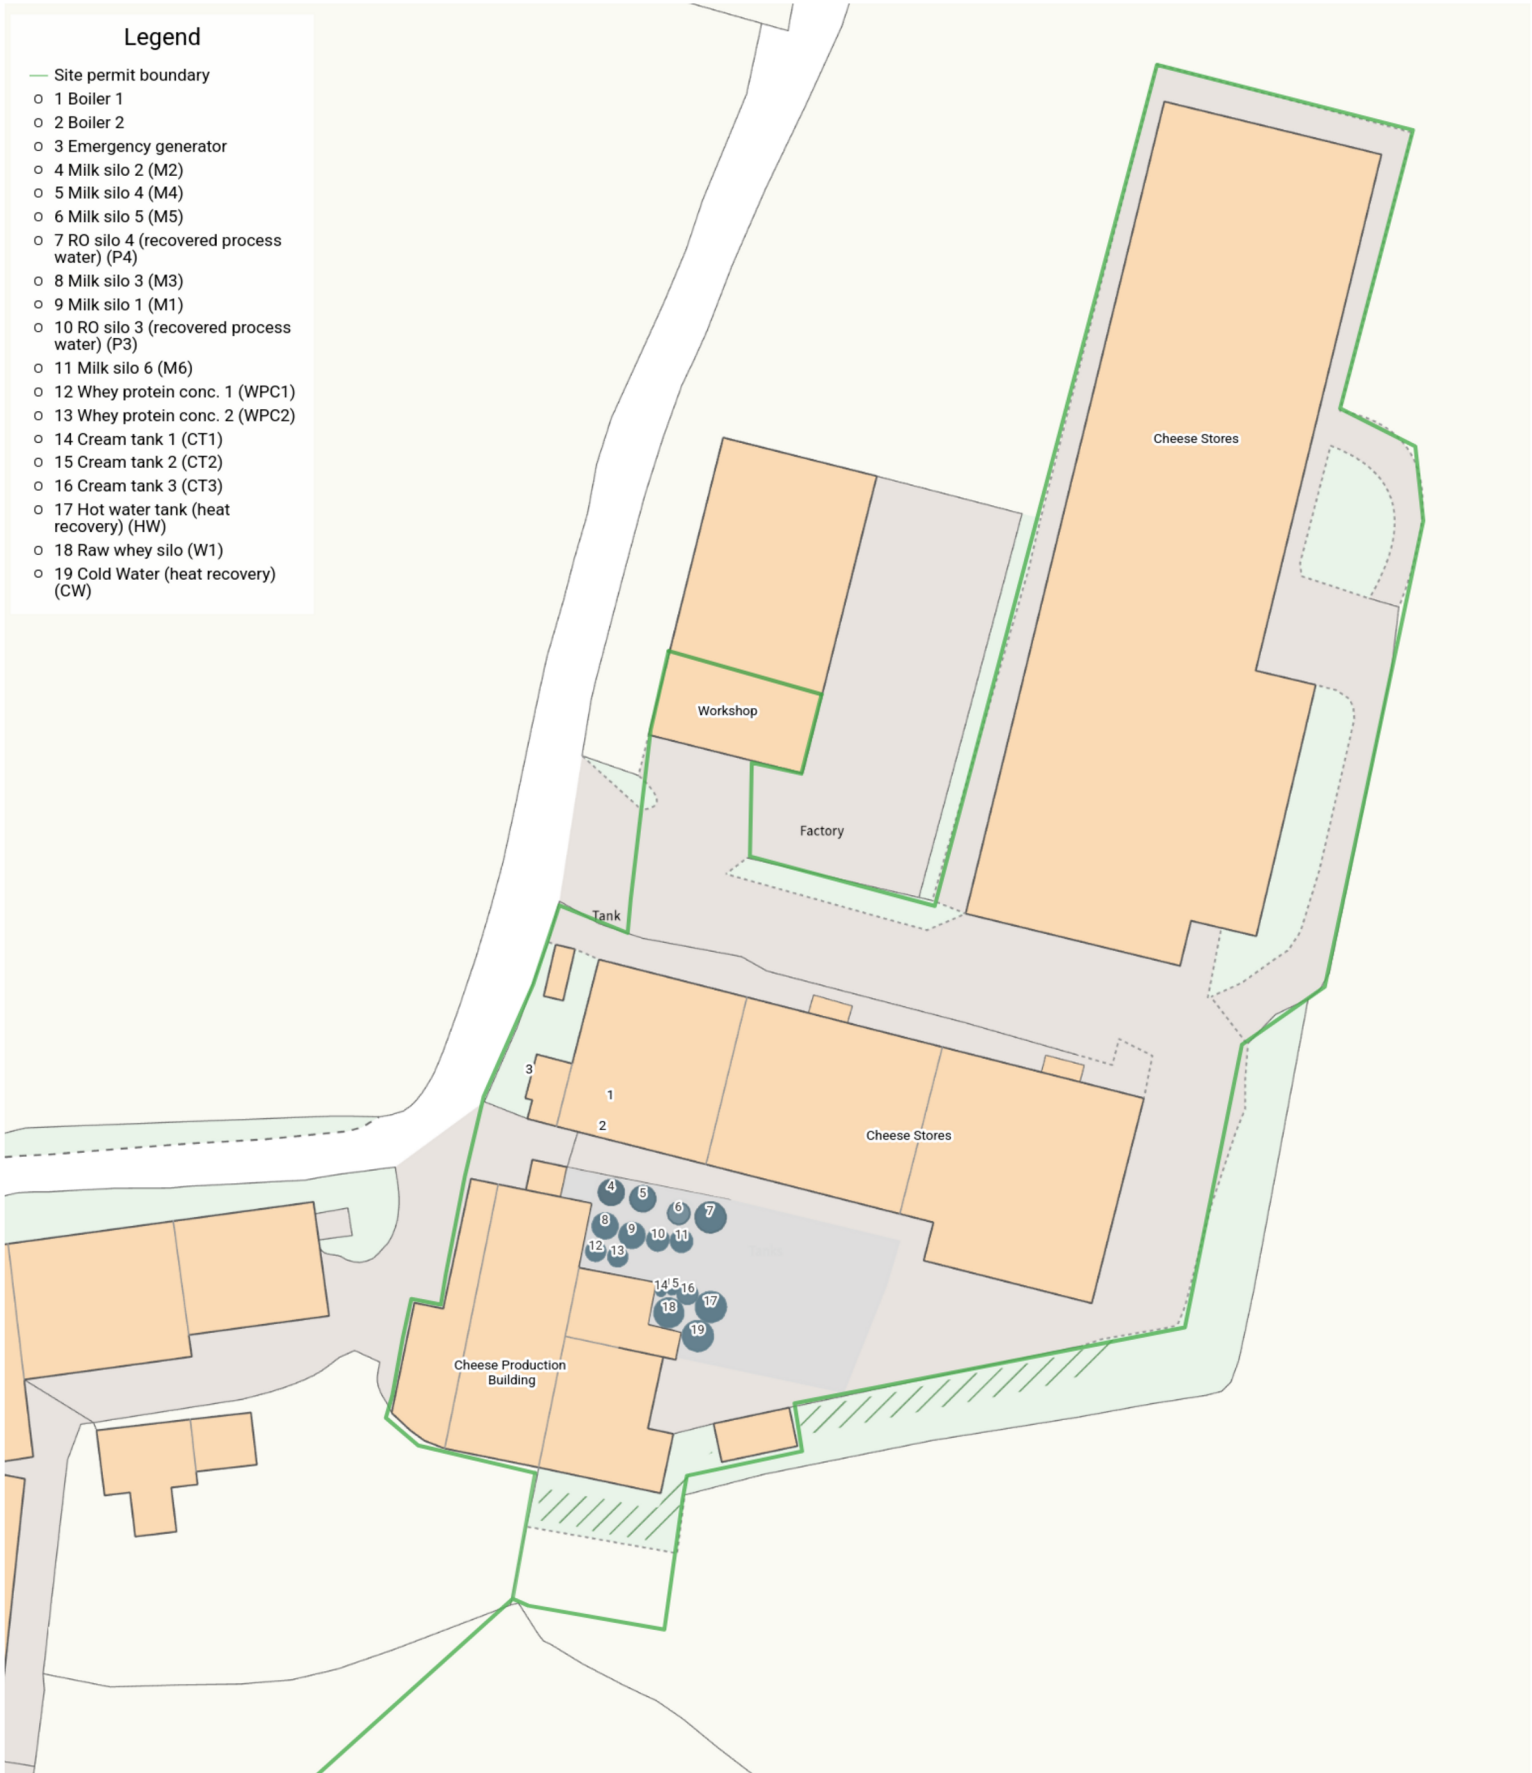 Legend
Site permit boundary
1 Boiler 1
2 Boiler 2
3 Emergency generator
4 Milk silo 2 (M2)
5 Milk silo 4 (M4)
6 Milk silo 5 (M5)
7 RO silo 4 (recovered process
water) (P4)
8 Milk silo 3 (M3)
9 Milk silo 1 (M1)
10 RO silo 3 (recovered process
water) (P3)
11 Milk silo 6 (M6)
12 Whey protein conc. 1 (WPC1)
13 Whey protein conc. 2 (WPC2)
14 Cream tank 1 (CT1)
15 Cream tank 2 (CT2)
16 Cream tank 3 (CT3)
17 Hot water tank (heat
recovery) (HW)
18 Raw whey silo (W1)
19 Cold Water (heat recovery)
(CW)
Cheese Stores
Workshop
Factory
Tank
3
1
2
Cheese Stores
4
5
6
7
8
9
10
11
12
13
14
5
16
17
18
19
Cheese Production
Building